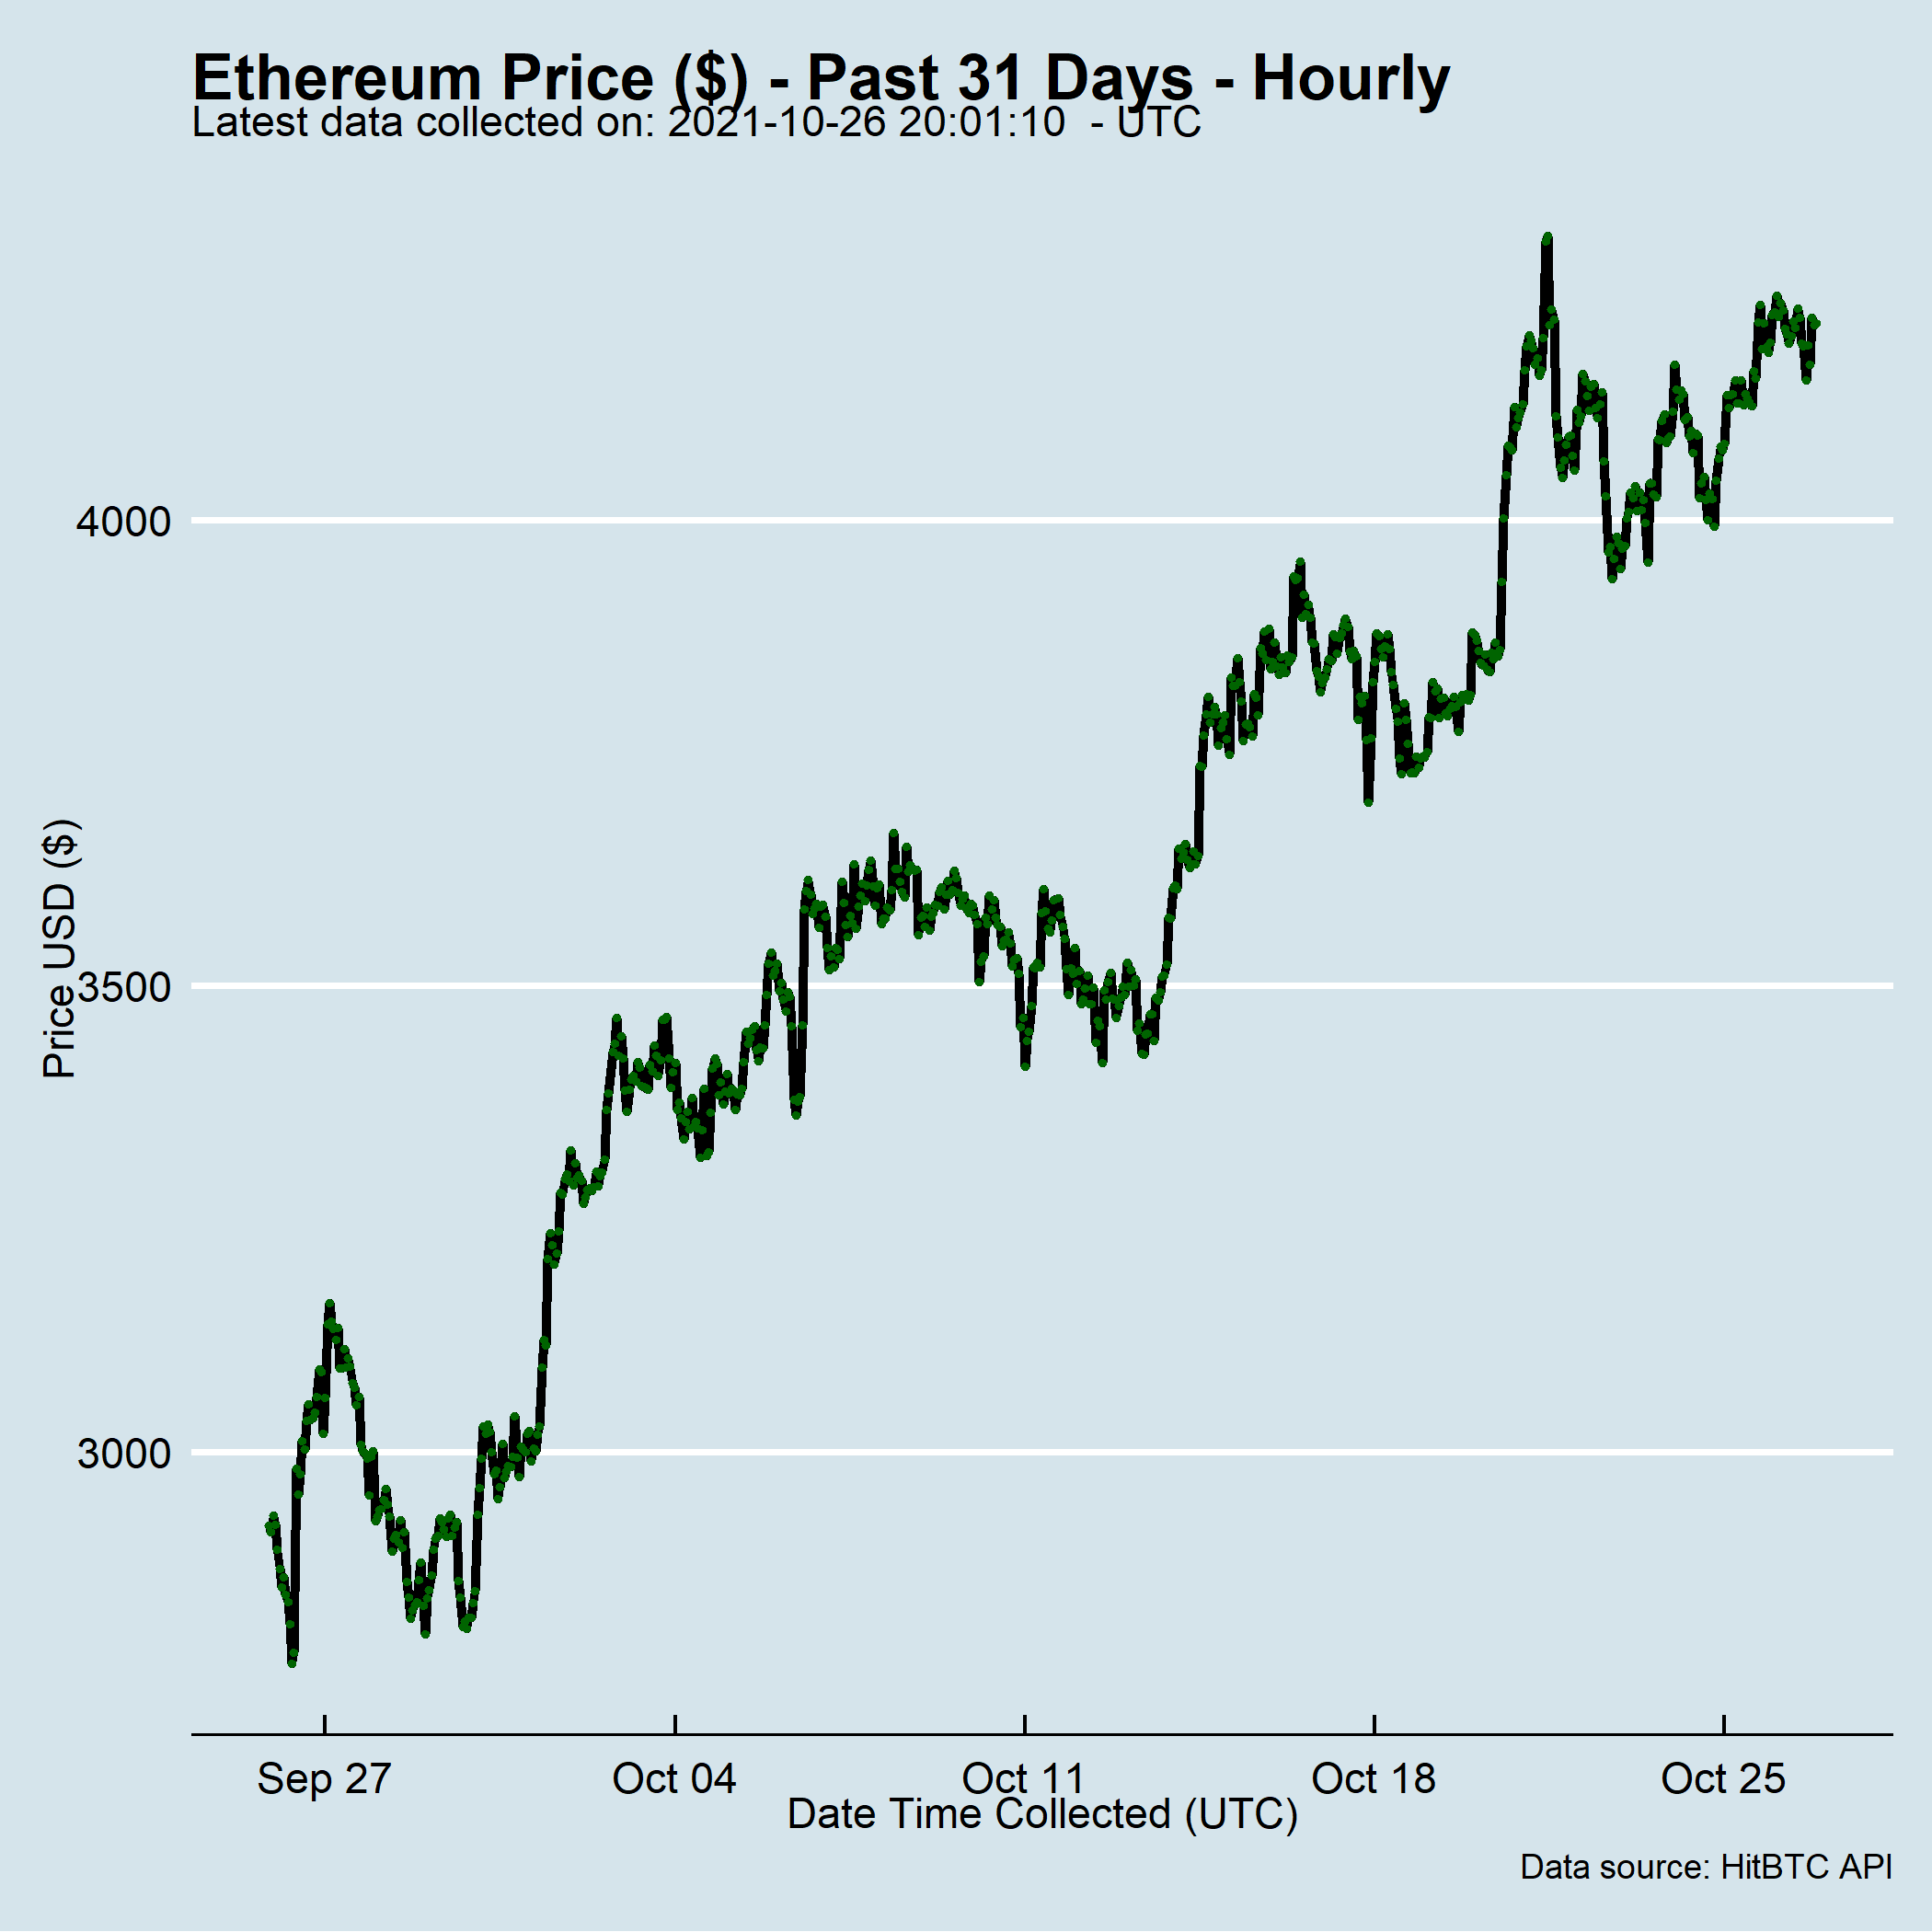 Ethereum Price ($) - Past 31 Days - Hourly
Latest data collected on: 2021-10-26 20:01:10  - UTC
Price USD ($)
4000
3500
3000
Sep 27
Oct 04
Oct 11
Oct 18
Oct 25
Date Time Collected (UTC)
Data source: HitBTC API